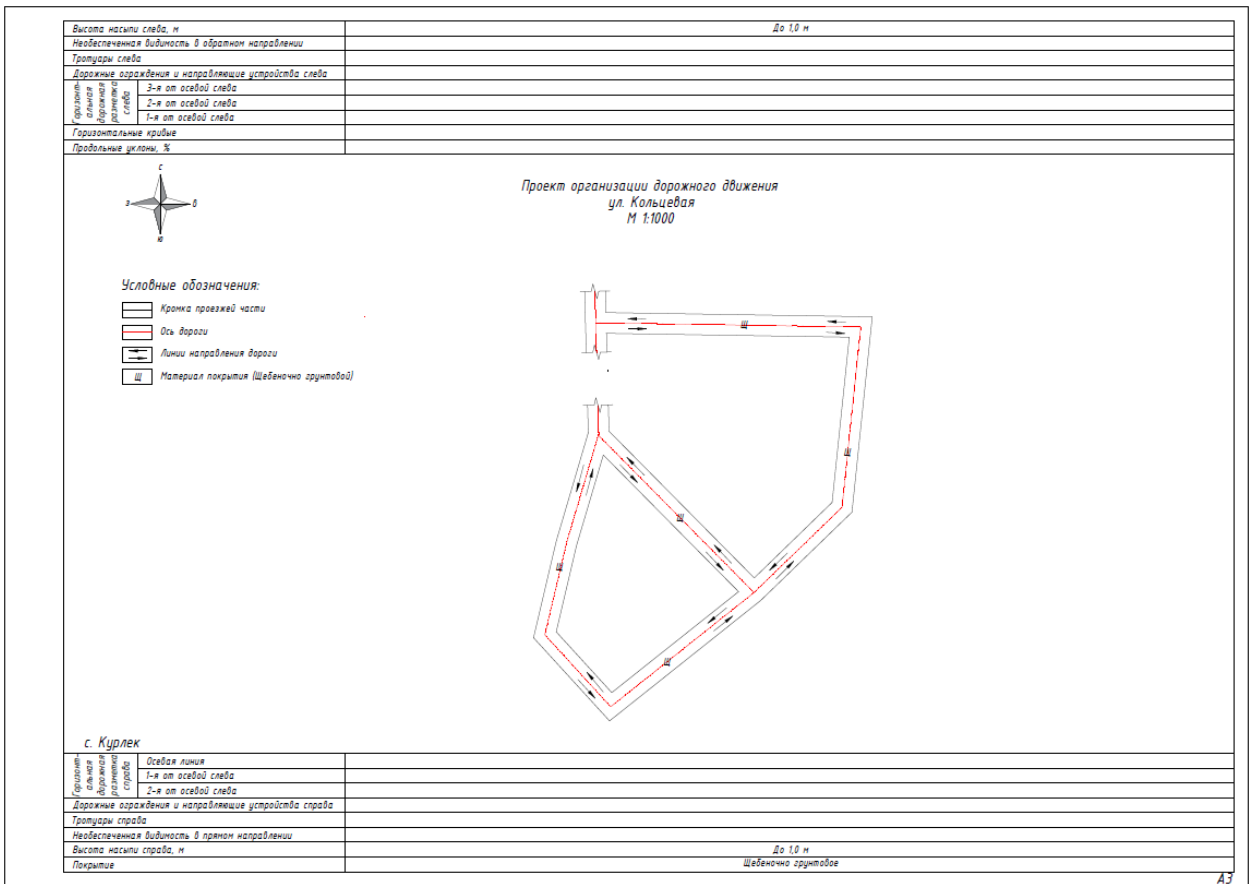 Высота насыпи слева, м До 1,0 м
Необеспеченная видимость в обратном направлении
Тротуары слева
Дорожные ограждения и направляющие устройства слева
Горизонт-
альная
дорожная
разметка
слева
3-я от осевой слева
2-я от осевой слева
1-я от осевой слева
Горизонтальные кривые
Продольные уклоны, %
с
з в
ю
Проект организации дорожного движения
ул. Кольцевая
М 1:1000
Условные обозначения:
Кромка проезжей части
Ось дороги
Линии направления дороги
Щ Материал покрытия (Щебеночно грунтовой)
Щ
Щ
Щ
Щ
Щ
с. Курлек
Горизонт-
альная
дорожная
разметка
справа
Осевая линия
1-я от осевой слева
2-я от осевой слева
Дорожные ограждения и направляющие устройства справа
Тротуары справа
Необеспеченная видимость в прямом направлении
Высота насыпи справа, м До 1,0 м
Покрытие Щебеночно грунтовое
А3